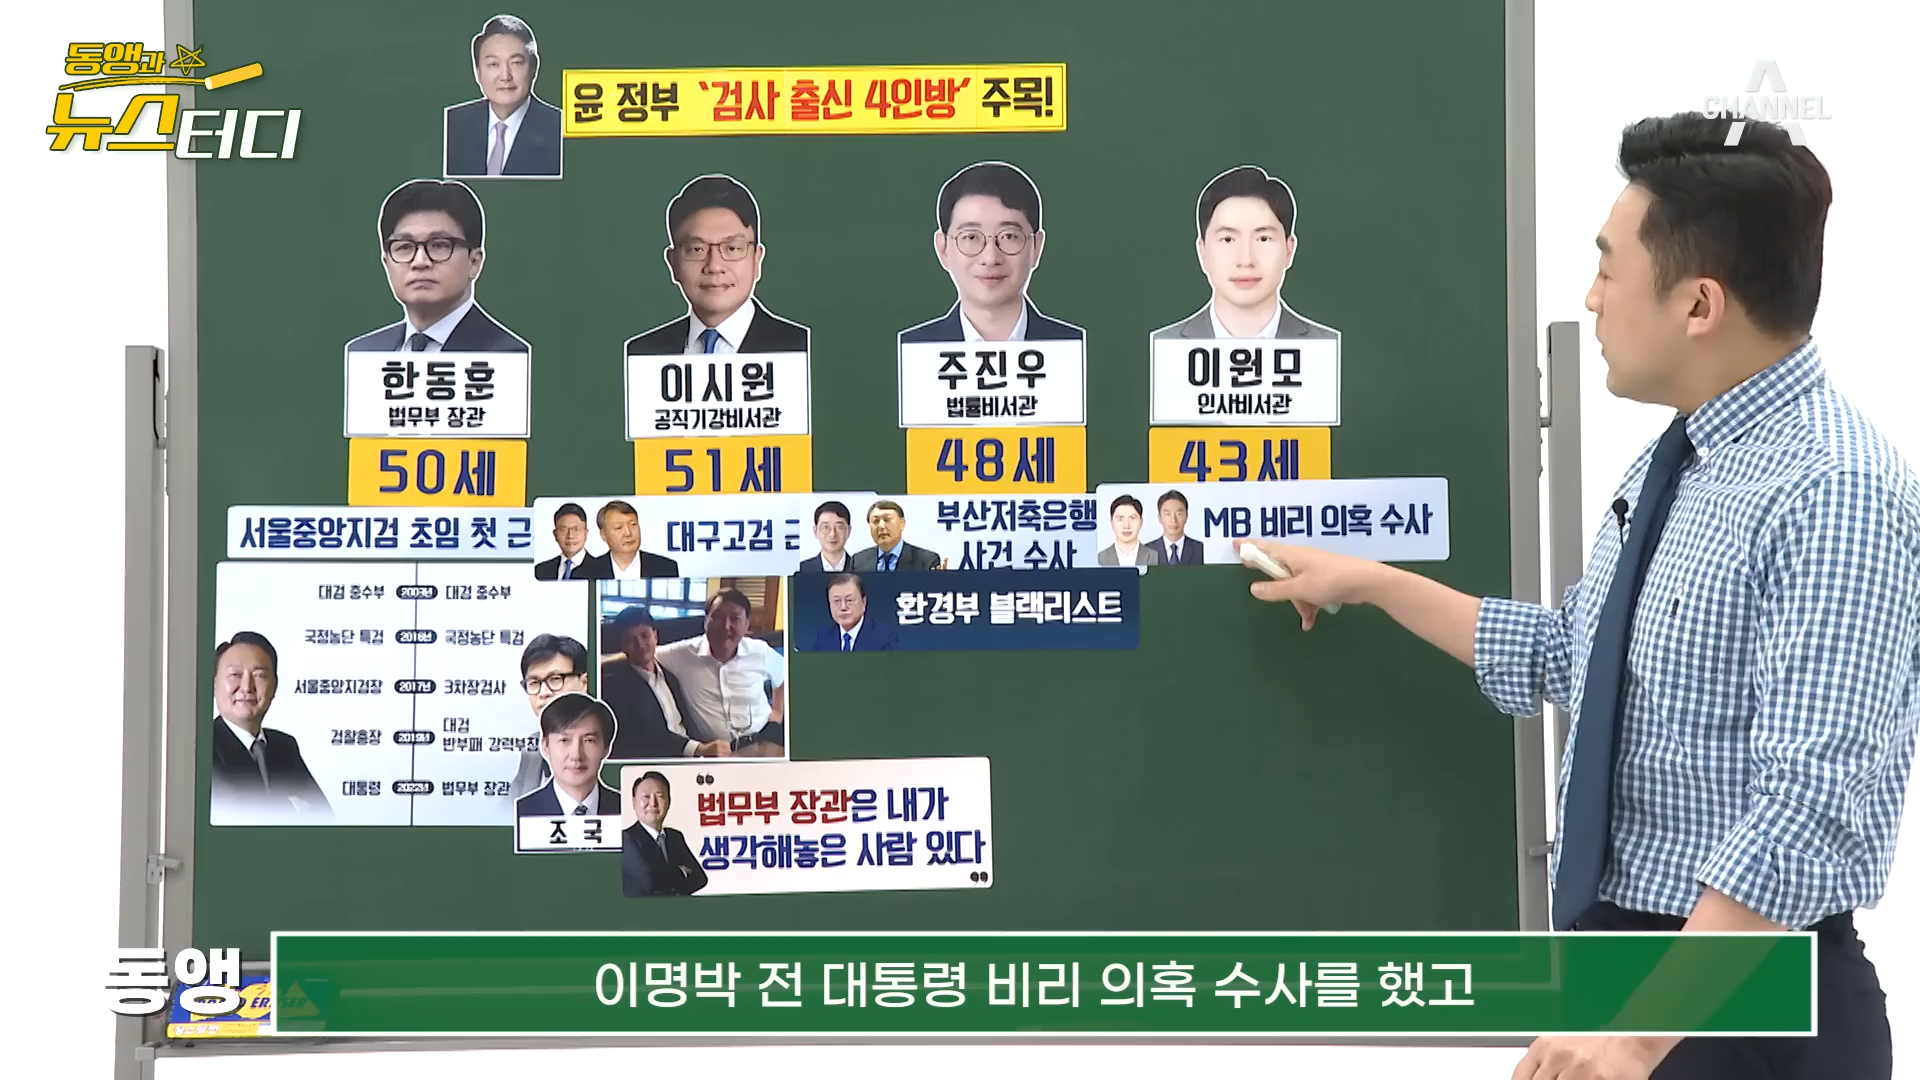 동앵과
뉴스터디
CHANNEL A
윤 정부 '검사 출신 4인방' 주목!
한동훈
법무부 장관
50세
이시원
공직기강비서관
51세
주진우
법률비서관
48세
이원모
인사비서관
43세
서울중앙지검 초임 첫 근
대구고검 근
부산저축은행
사건 수사
MB 비리 의혹 수사
환경부 블랙리스트
대검 중수부 2003년 대검 중수부
국정농단 특검 2016년 국정농단 특검
서울중앙지검장 2017년 3차장검사
검찰총장 2019년 대검
반부패 강력부장
대통령 2022년 법무부 장관
조국
"법무부 장관은 내가
생각해놓은 사람 있다"
동앵
이명박 전 대통령 비리 의혹 수사를 했고